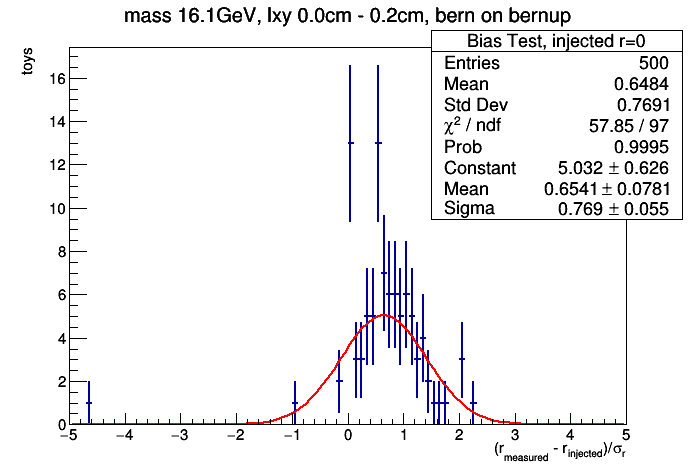 mass 16.1GeV, lxy 0.0cm - 0.2cm, bern on bernup
toys
Bias Test, injected r=0
Entries 500
Mean 0.6484
Std Dev 0.7691
χ² / ndf 57.85 / 97
Prob 0.9995
Constant 5.032 ± 0.626
Mean 0.6541 ± 0.0781
Sigma 0.769 ± 0.055
16
14
12
10
8
6
4
2
0
−5 −4 −3 −2 −1 0 1 2 3 4 5
(r_measured - r_injected)/σ_r